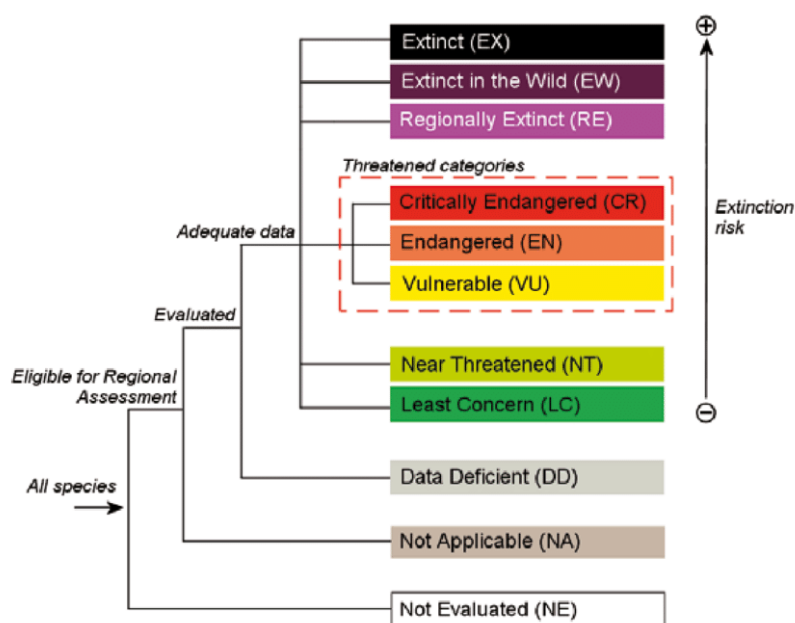 Extinct (EX)
Extinct in the Wild (EW)
Regionally Extinct (RE)
Threatened categories
Critically Endangered (CR)
Extinction
risk
Adequate data
Endangered (EN)
Vulnerable (VU)
Evaluated
Near Threatened (NT)
Eligible for Regional
Assessment
Least Concern (LC)
Data Deficient (DD)
All species
Not Applicable (NA)
Not Evaluated (NE)